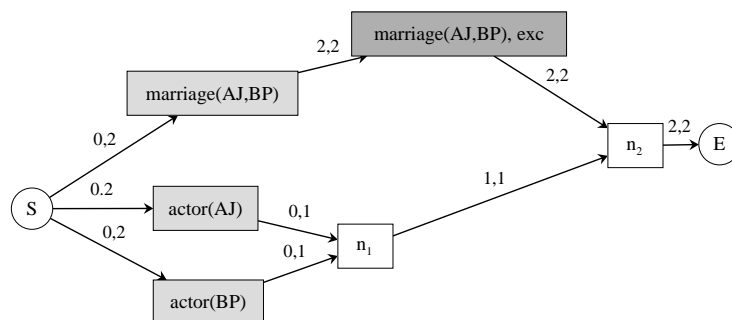 marriage(AJ,BP), exc
2,2
marriage(AJ,BP)
2,2
0,2
n2
2,2
E
1,1
S
0.2
actor(AJ)
0,1
0,2
0,1
n1
actor(BP)